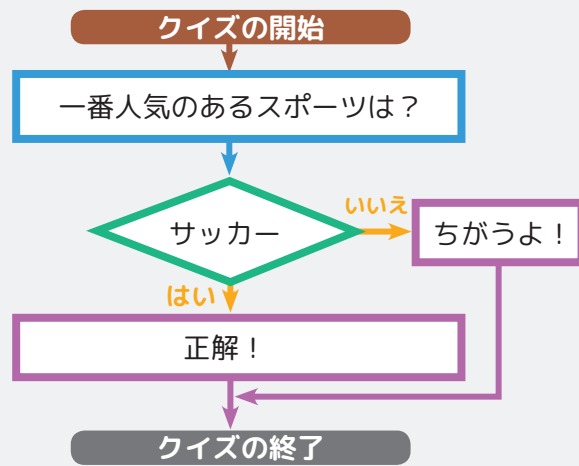 クイズの開始
一番人気のあるスポーツは？
サッカー
いいえ
ちがうよ！
はい
正解！
クイズの終了